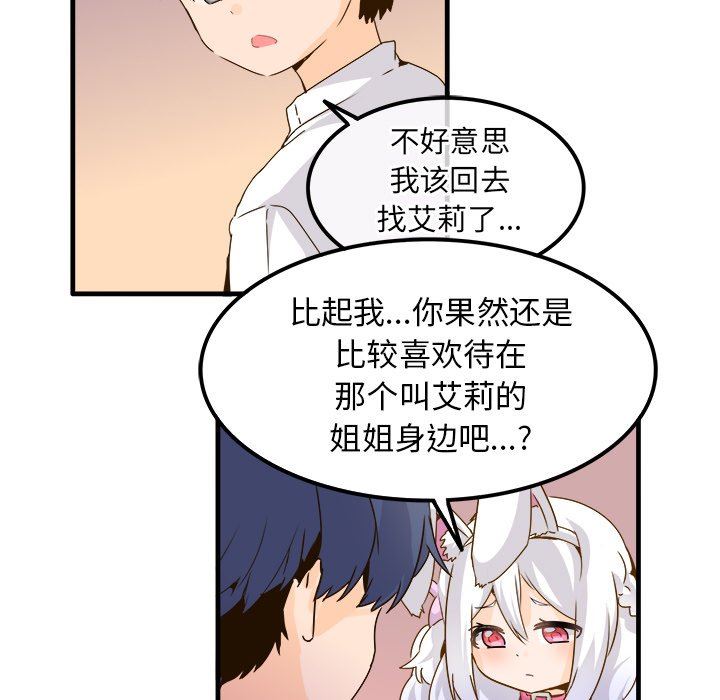 不好意思
我该回去
找艾莉了...
比起我...你果然还是
比较喜欢待在
那个叫艾莉的
姐姐身边吧...?